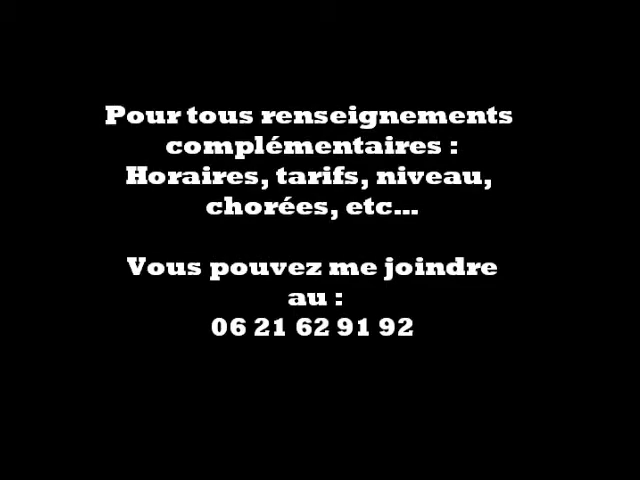 Pour tous renseignements
complémentaires :
Horaires, tarifs, niveau,
chorées, etc...
Vous pouvez me joindre
au :
06 21 62 91 92